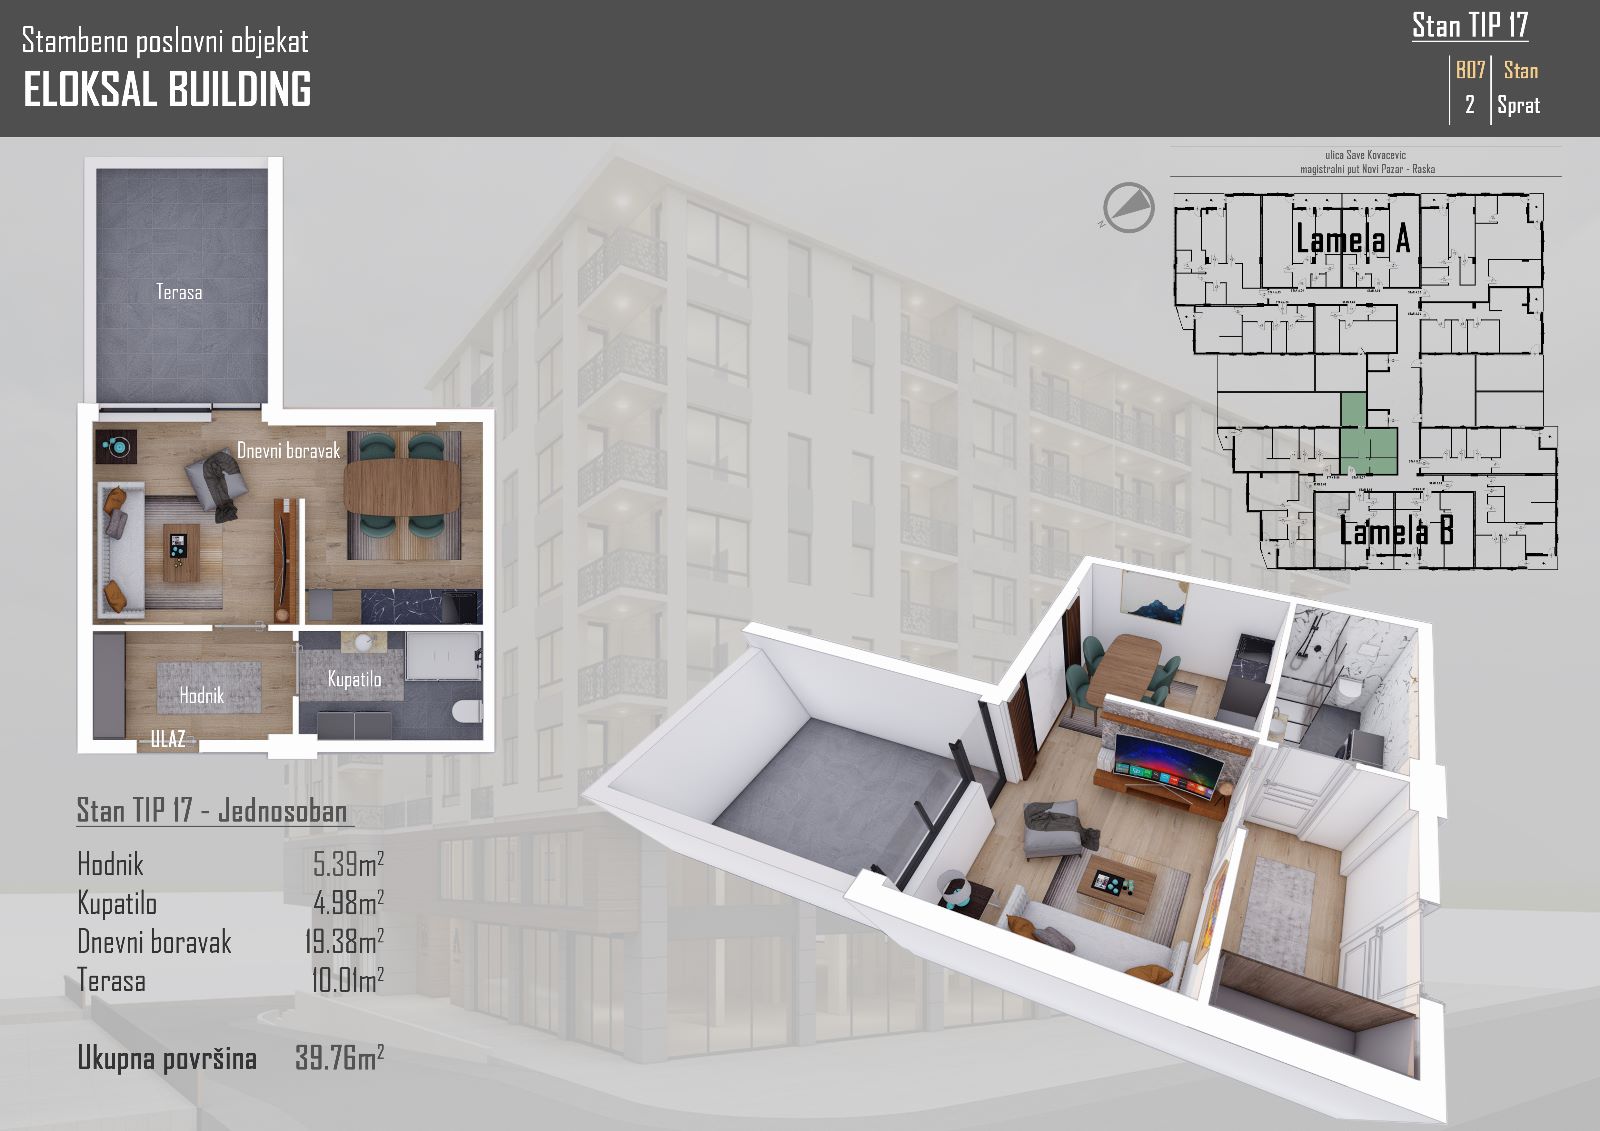 Stambeno poslovni objekat
ELOKSAL BUILDING
Stan TIP 17
B07 Stan
2 Sprat
ulica Save Kovacevic
magistralni put Novi Pazar - Raska
N
Lamela A
Lamela B
Terasa
Dnevni boravak
Hodnik
Kupatilo
ULAZ
Stan TIP 17 - Jednosoban
Hodnik 5.39m²
Kupatilo 4.98m²
Dnevni boravak 19.38m²
Terasa 10.01m²
Ukupna površina 39.76m²